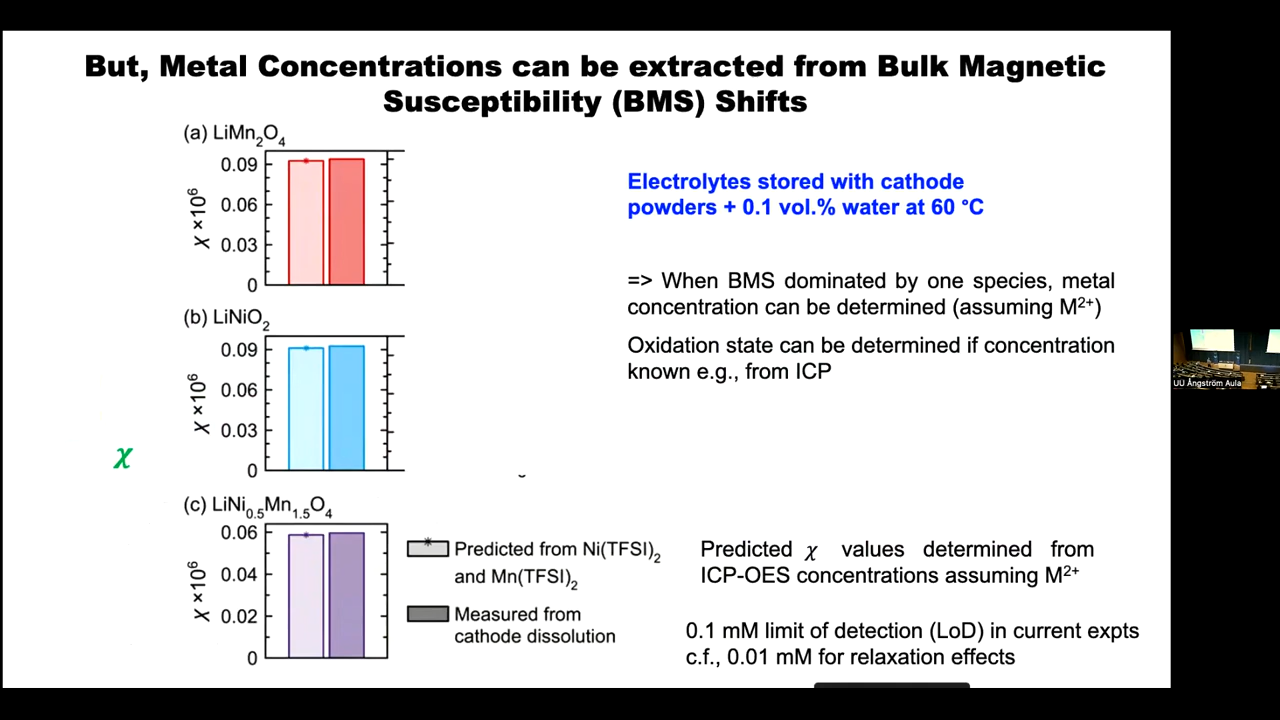 But, Metal Concentrations can be extracted from Bulk Magnetic
Susceptibility (BMS) Shifts
(a) LiMn₂O₄
0.09
0.06
0.03
0
χ ×10⁶
Electrolytes stored with cathode
powders + 0.1 vol.% water at 60 °C
=> When BMS dominated by one species, metal
concentration can be determined (assuming M²⁺)
Oxidation state can be determined if concentration
known e.g., from ICP
(b) LiNiO₂
0.09
0.06
0.03
0
χ ×10⁶
χ
(c) LiNi₀.₅Mn₁.₅O₄
0.06
0.04
0.02
0
χ ×10⁶
Predicted from Ni(TFSI)₂
and Mn(TFSI)₂
Measured from
cathode dissolution
Predicted χ values determined from
ICP-OES concentrations assuming M²⁺
0.1 mM limit of detection (LoD) in current expts
c.f., 0.01 mM for relaxation effects
UU Ångström Aula